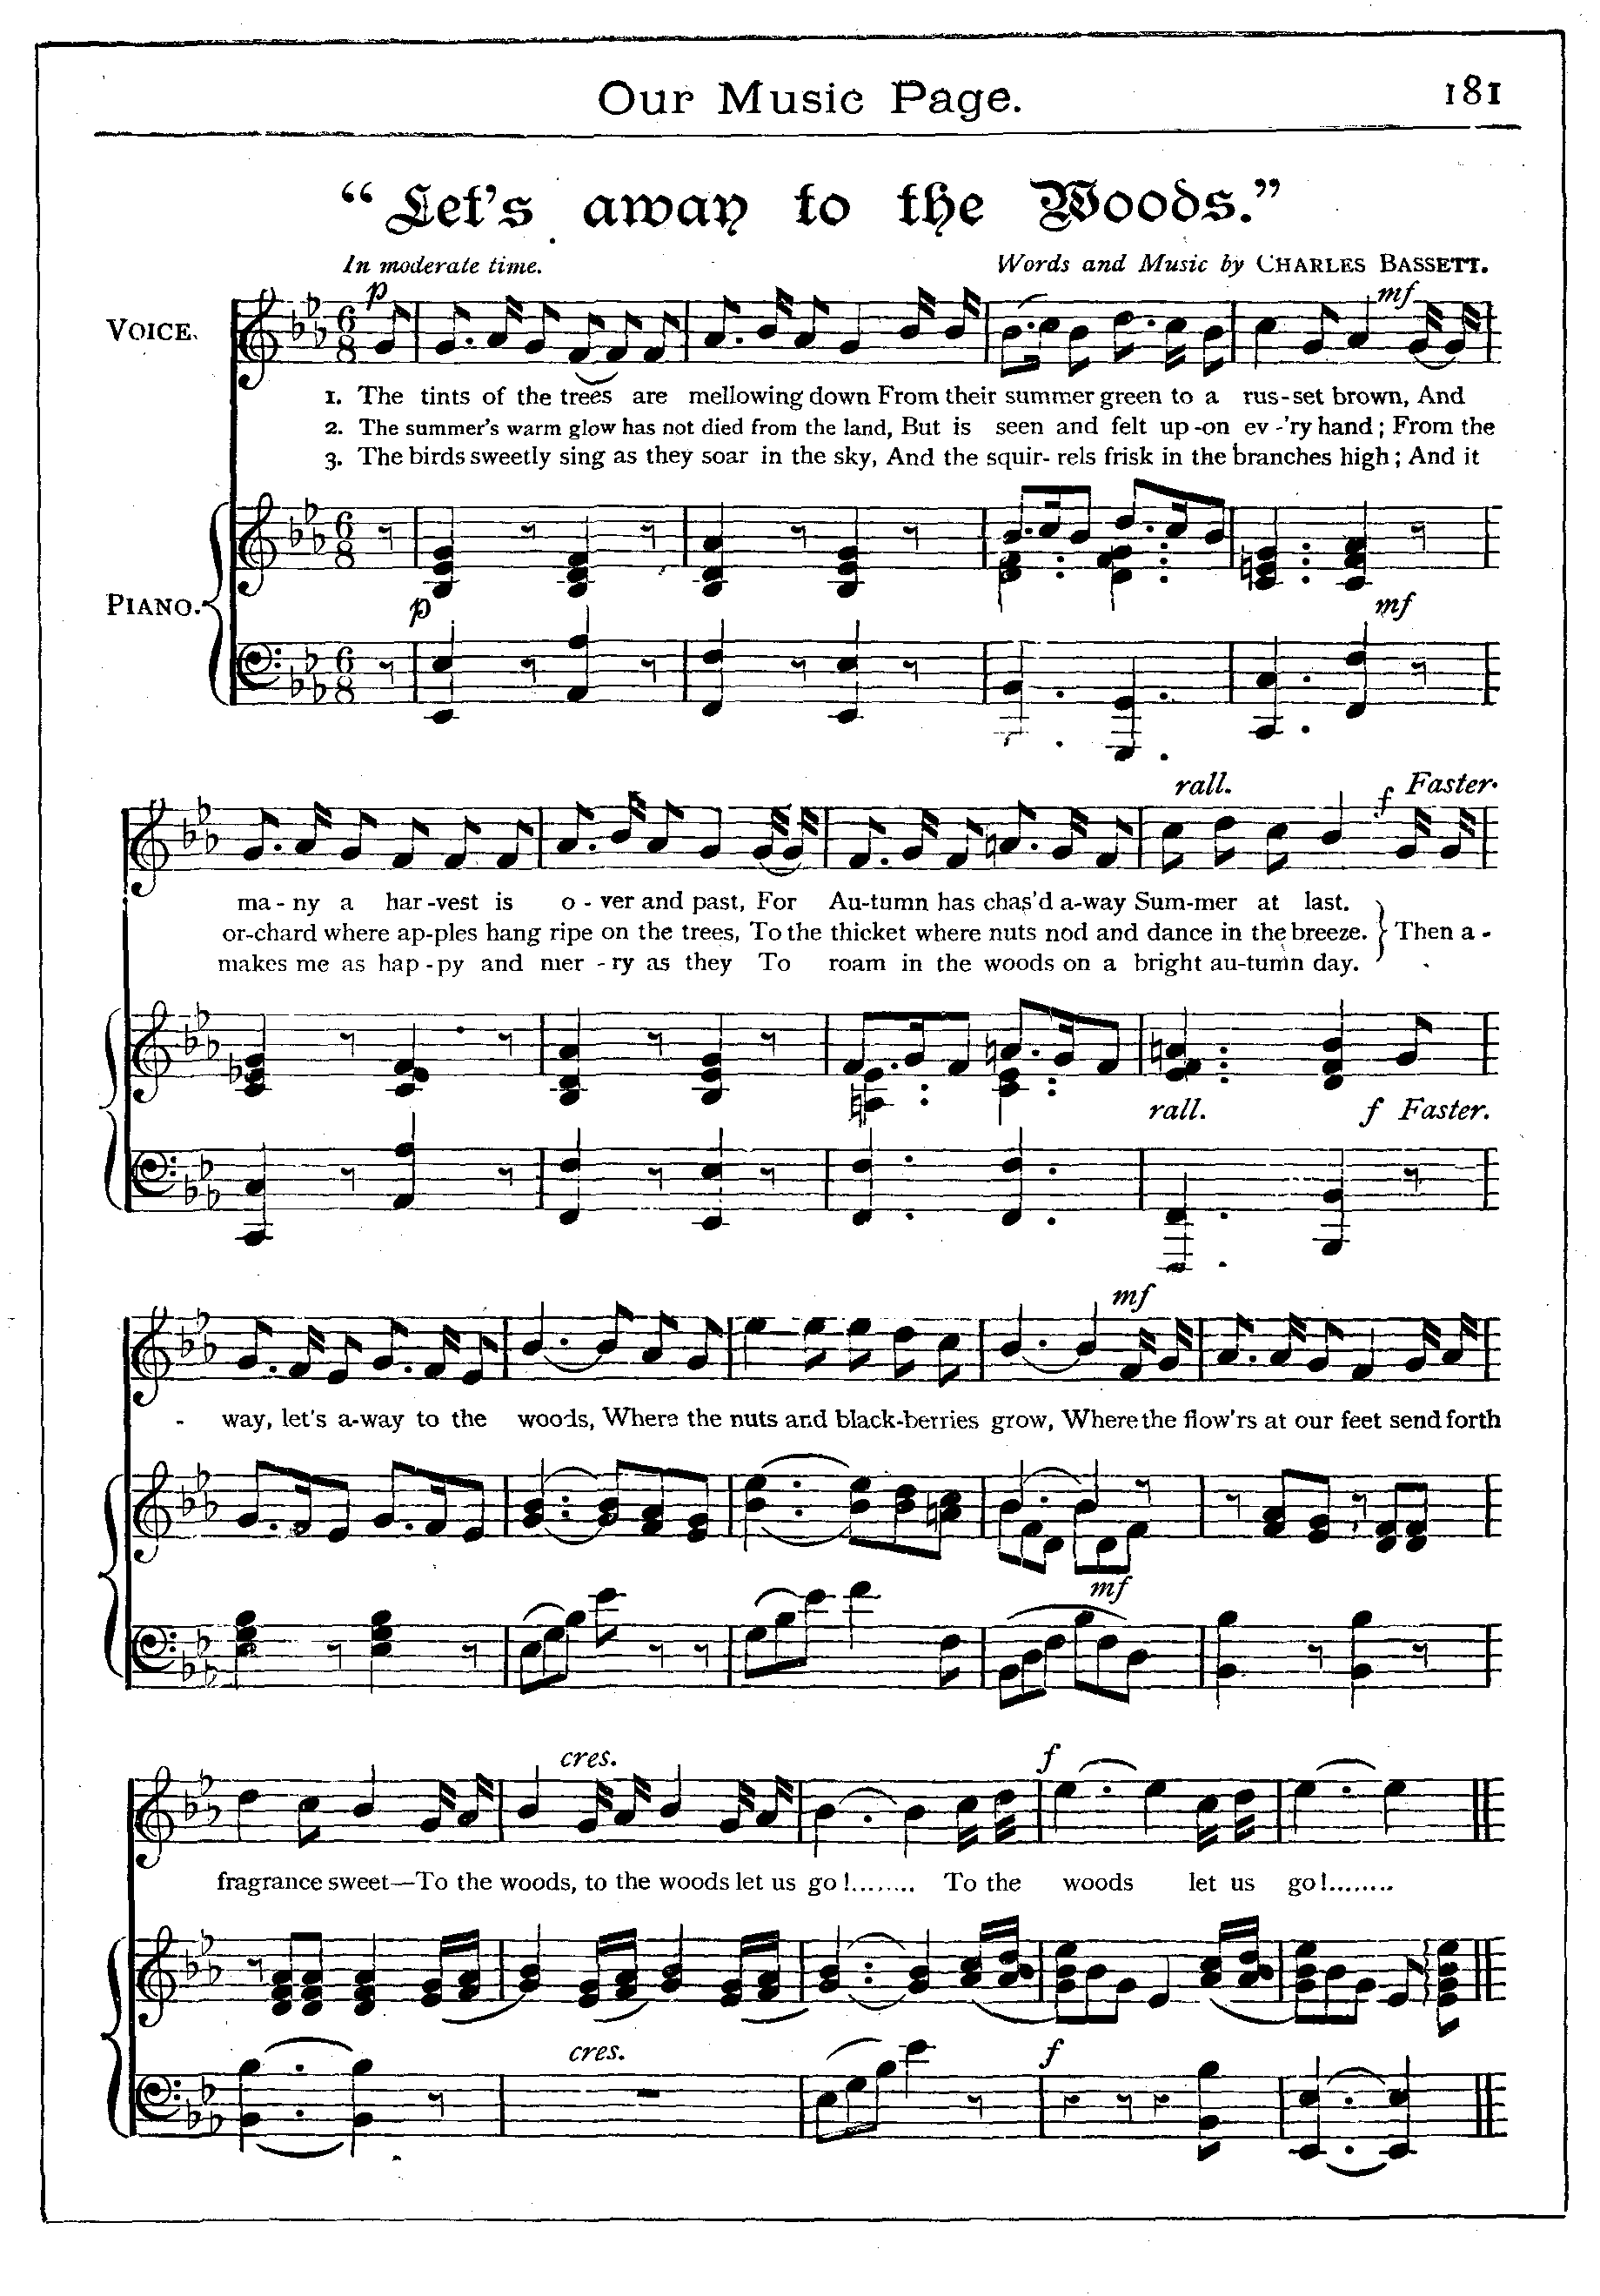 Our Music Page.
181
“Let's away to the Woods.”
In moderate time.
Words and Music by CHARLES BASSETT.
p
mf
VOICE.
1. The tints of the trees are mellowing down From their summer green to a rus-set brown, And
2. The summer's warm glow has not died from the land, But is seen and felt up-on ev-'ry hand; From the
3. The birds sweetly sing as they soar in the sky, And the squir-rels frisk in the branches high; And it
PIANO.
p
mf
rall.
f Faster.
ma-ny a har-vest is o-ver and past, For Au-tumn has chas'd a-way Sum-mer at last.
or-chard where ap-ples hang ripe on the trees, To the thicket where nuts nod and dance in the breeze. } Then a-
makes me as hap-py and mer-ry as they To roam in the woods on a bright au-tumn day.
rall.
f Faster.
mf
- way, let's a-way to the woods, Where the nuts and black-berries grow, Where the flow'rs at our feet send forth
mf
cres.
f
fragrance sweet—To the woods, to the woods let us go!........ To the woods let us go!........
cres.
f